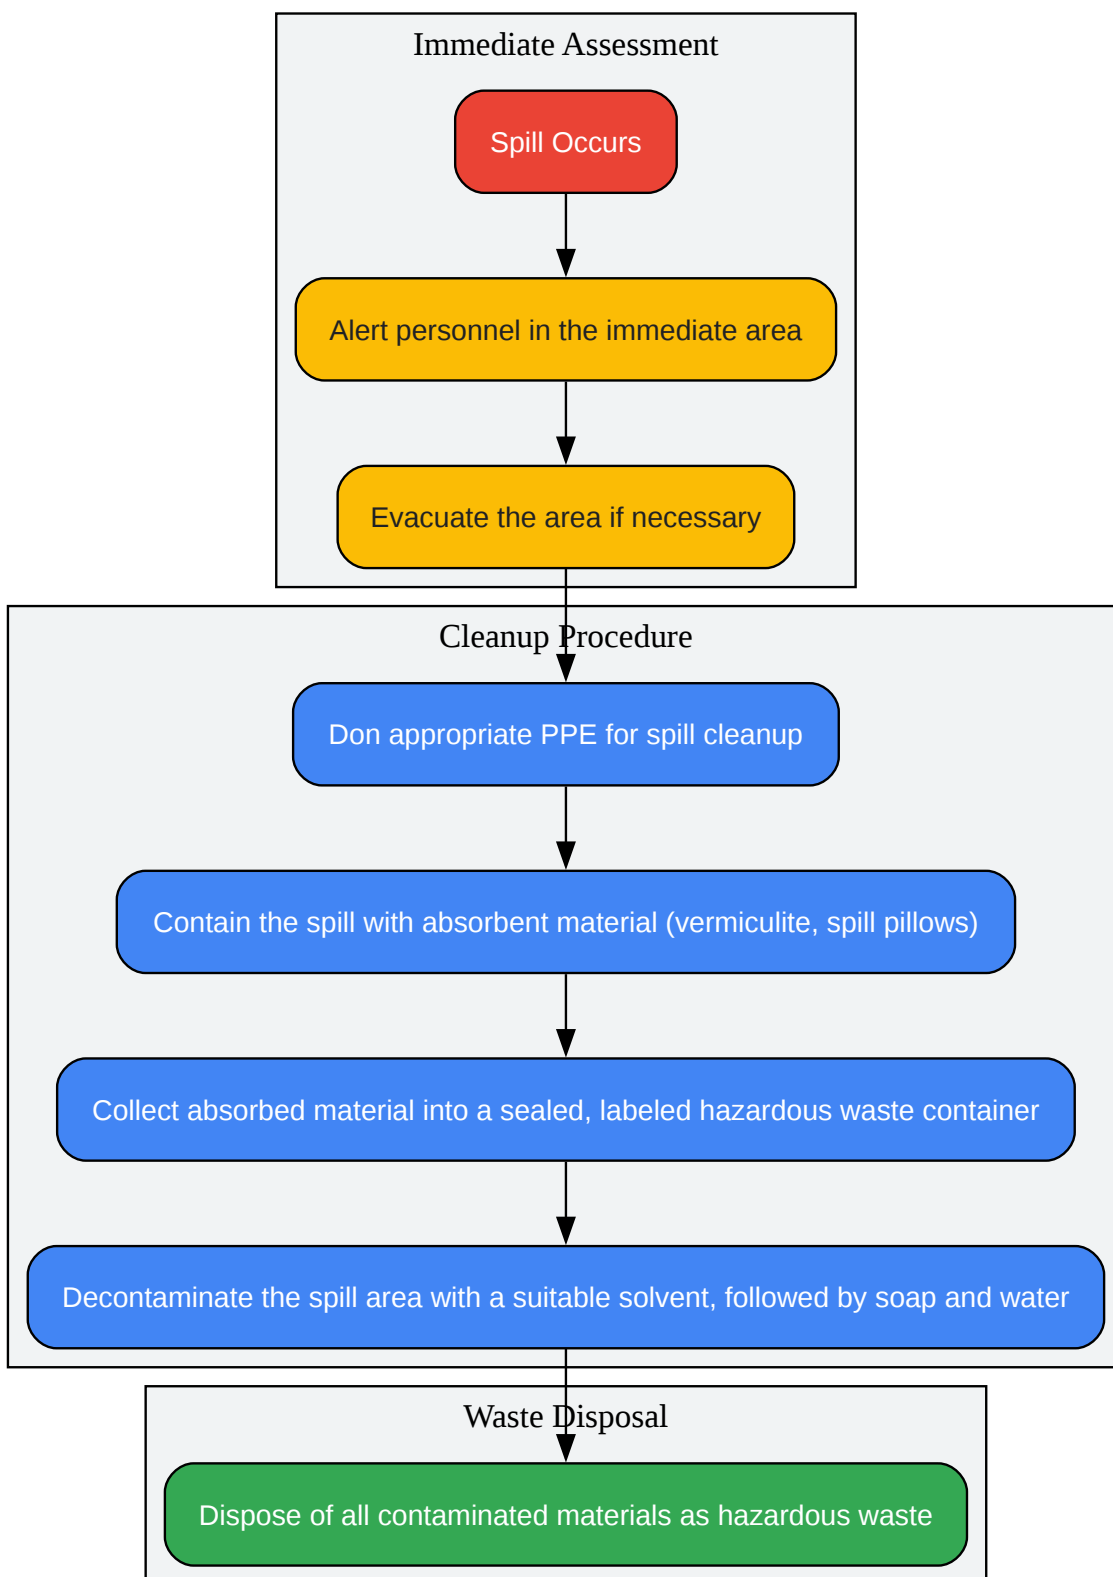 Immediate Assessment
Spill Occurs
Alert personnel in the immediate area
Evacuate the area if necessary
Cleanup Procedure
Don appropriate PPE for spill cleanup
Contain the spill with absorbent material (vermiculite, spill pillows)
Collect absorbed material into a sealed, labeled hazardous waste container
Decontaminate the spill area with a suitable solvent, followed by soap and water
Waste Disposal
Dispose of all contaminated materials as hazardous waste